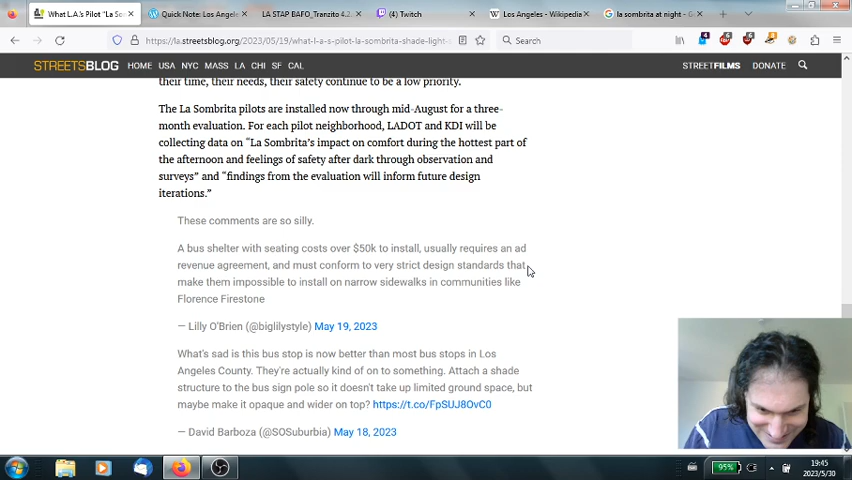 What L.A.'s Pilot "La Som
Quick Note: Los Angele
LA STAP BAFO_Tranzito 4.2.
Twitch
Los Angeles - Wikipedia
la sombrita at night - G
https://la.streetsblog.org/2023/05/19/what-l-a-s-pilot-la-sombrita-shade-light-
Search
STREETSBLOG HOME USA NYC MASS LA CHI SF CAL STREETFILMS DONATE
their time, their needs, their safety continue to be a low priority.
The La Sombrita pilots are installed now through mid-August for a three-
month evaluation. For each pilot neighborhood, LADOT and KDI will be
collecting data on “La Sombrita’s impact on comfort during the hottest part of
the afternoon and feelings of safety after dark through observation and
surveys” and “findings from the evaluation will inform future design
iterations.”
These comments are so silly.
A bus shelter with seating costs over $50k to install, usually requires an ad
revenue agreement, and must conform to very strict design standards that
make them impossible to install on narrow sidewalks in communities like
Florence Firestone
— Lilly O'Brien (@biglilystyle) May 19, 2023
What's sad is this bus stop is now better than most bus stops in Los
Angeles County. They're actually kind of on to something. Attach a shade
structure to the bus sign pole so it doesn't take up limited ground space, but
maybe make it opaque and wider on top? https://t.co/FpSUJ8OvC0
— David Barboza (@SOSuburbia) May 18, 2023
95%
19:45
2023/5/30